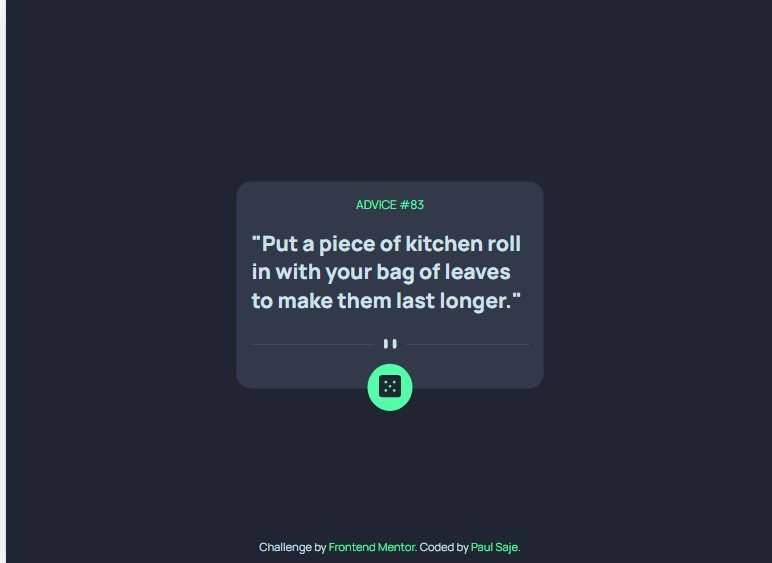 ADVICE #83
"Put a piece of kitchen roll
in with your bag of leaves
to make them last longer."
Challenge by Frontend Mentor. Coded by Paul Saje.